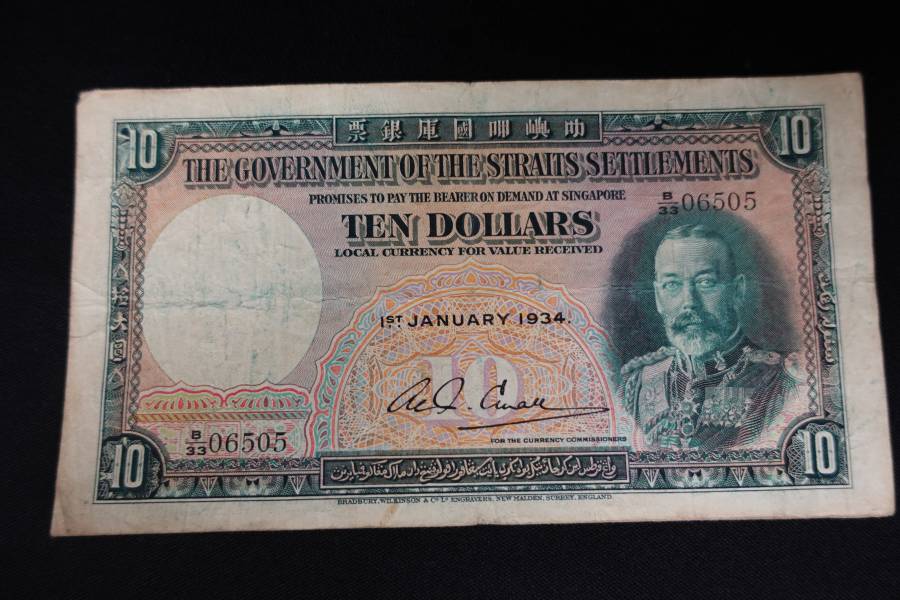 票銀庫國呷嶼叻
10
10
THE GOVERNMENT OF THE STRAITS SETTLEMENTS
PROMISES TO PAY THE BEARER ON DEMAND AT SINGAPORE
B/33 06505
TEN DOLLARS
LOCAL CURRENCY FOR VALUE RECEIVED
1ST. JANUARY 1934.
10
B/33 06505
FOR THE CURRENCY COMMISSIONERS
10
10
BRADBURY, WILKINSON & Co. Ld. ENGRAVERS, NEW MALDEN, SURREY, ENGLAND.